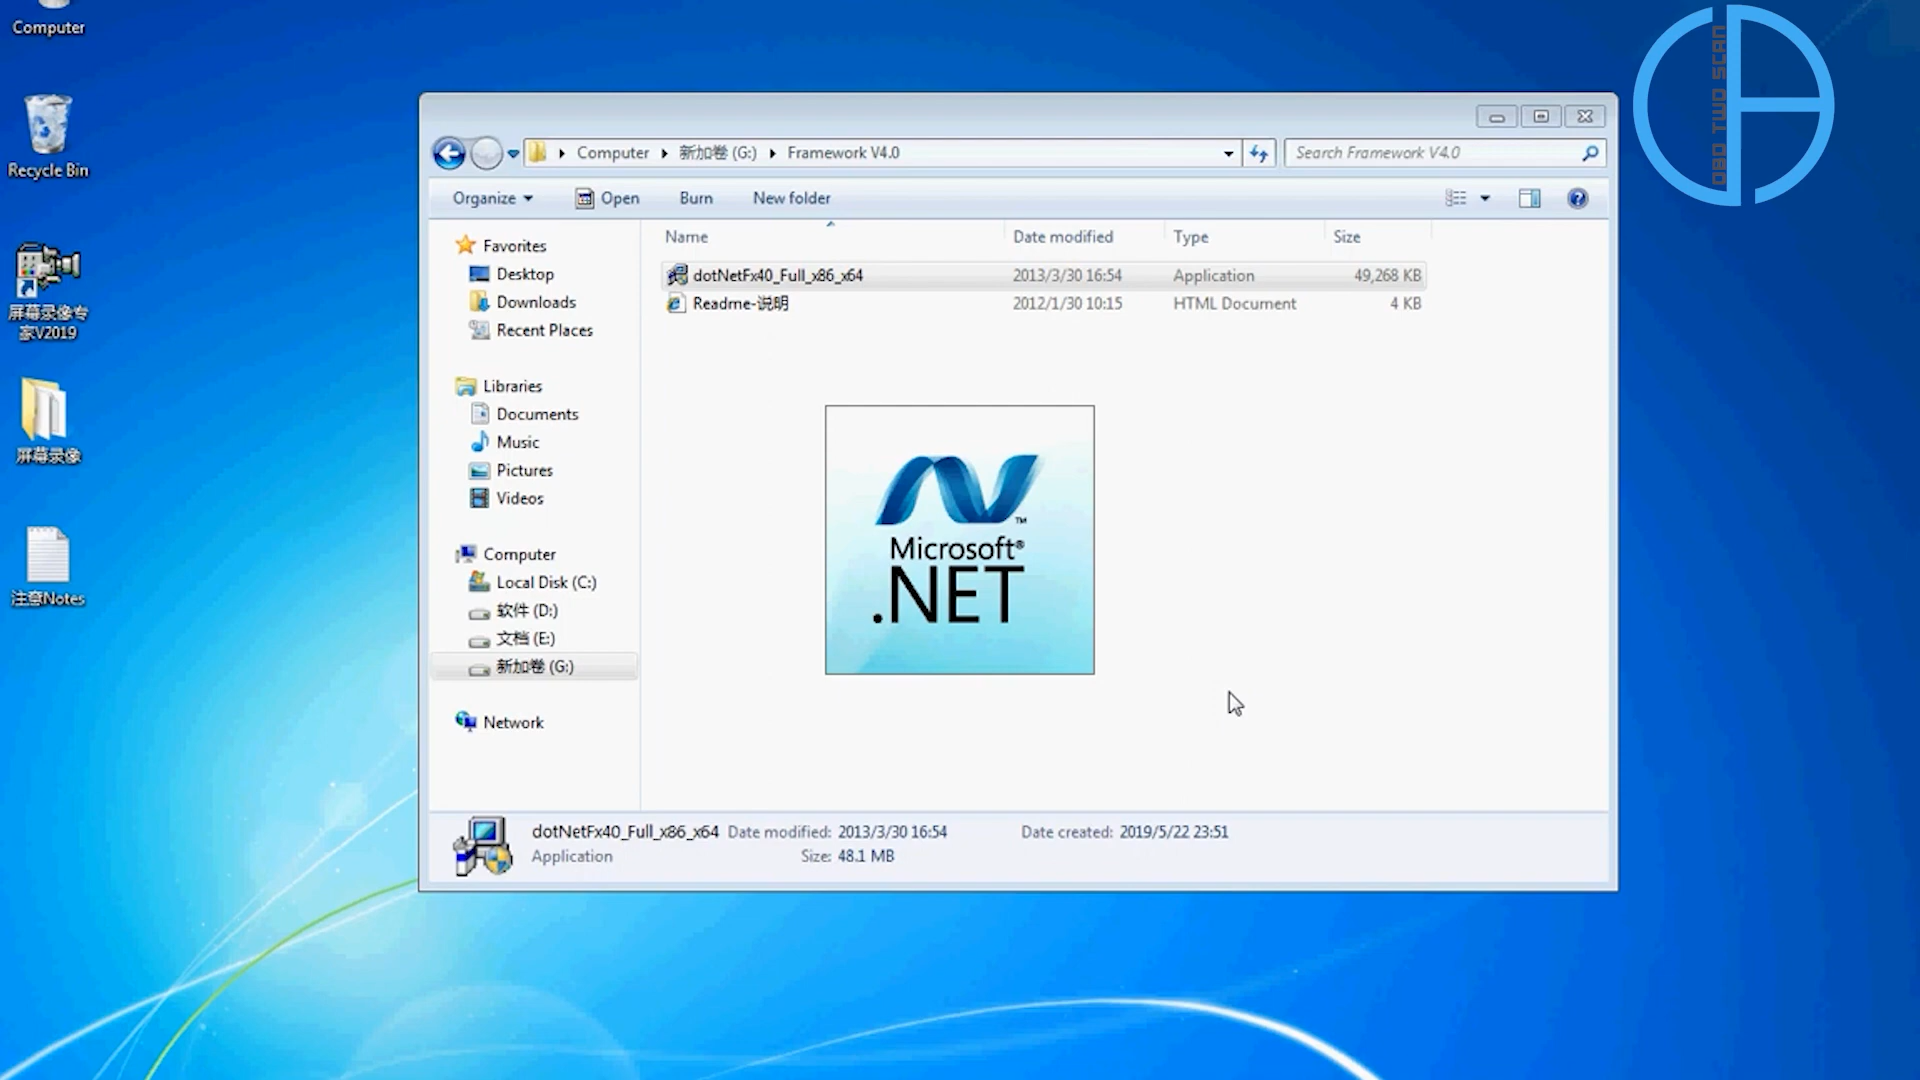 Computer
Recycle Bin
屏幕录像专
家V2019
屏幕录像
注意Notes
OBD TWO SCAN
Computer 新加卷 (G:) Framework V4.0
Search Framework V4.0
Organize Open Burn New folder
Name Date modified Type Size
dotNetFx40_Full_x86_x64 2013/3/30 16:54 Application 49,268 KB
Readme-说明 2012/1/30 10:15 HTML Document 4 KB
Favorites
Desktop
Downloads
Recent Places
Libraries
Documents
Music
Pictures
Videos
Computer
Local Disk (C:)
软件 (D:)
文档 (E:)
新加卷 (G:)
Network
Microsoft®
.NET
TM
dotNetFx40_Full_x86_x64 Date modified: 2013/3/30 16:54 Date created: 2019/5/22 23:51
Application Size: 48.1 MB